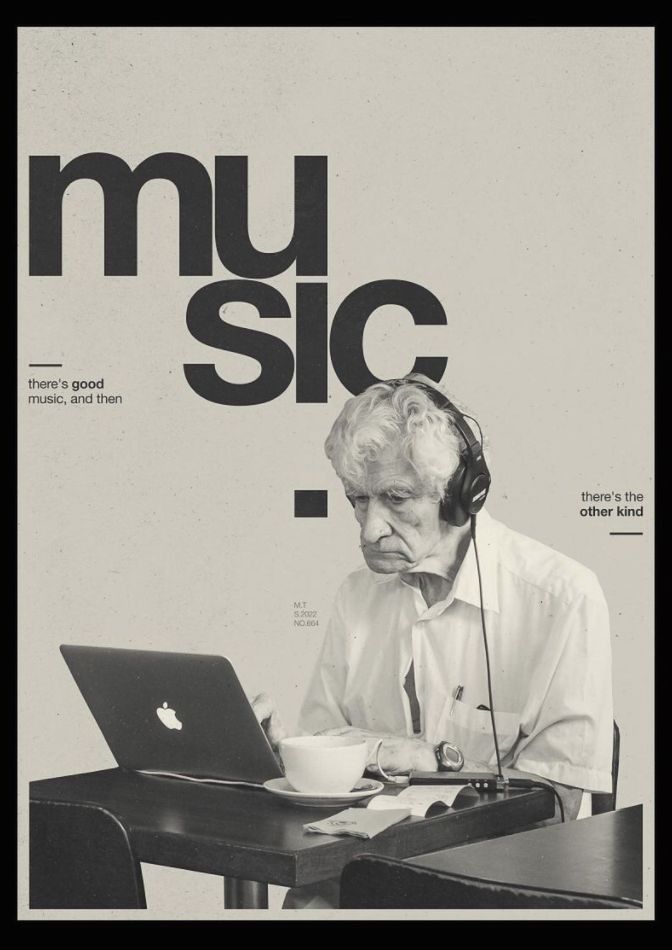 mu
sic
.
there's good
music, and then
there's the
other kind
M.T
S.2022
NO.664